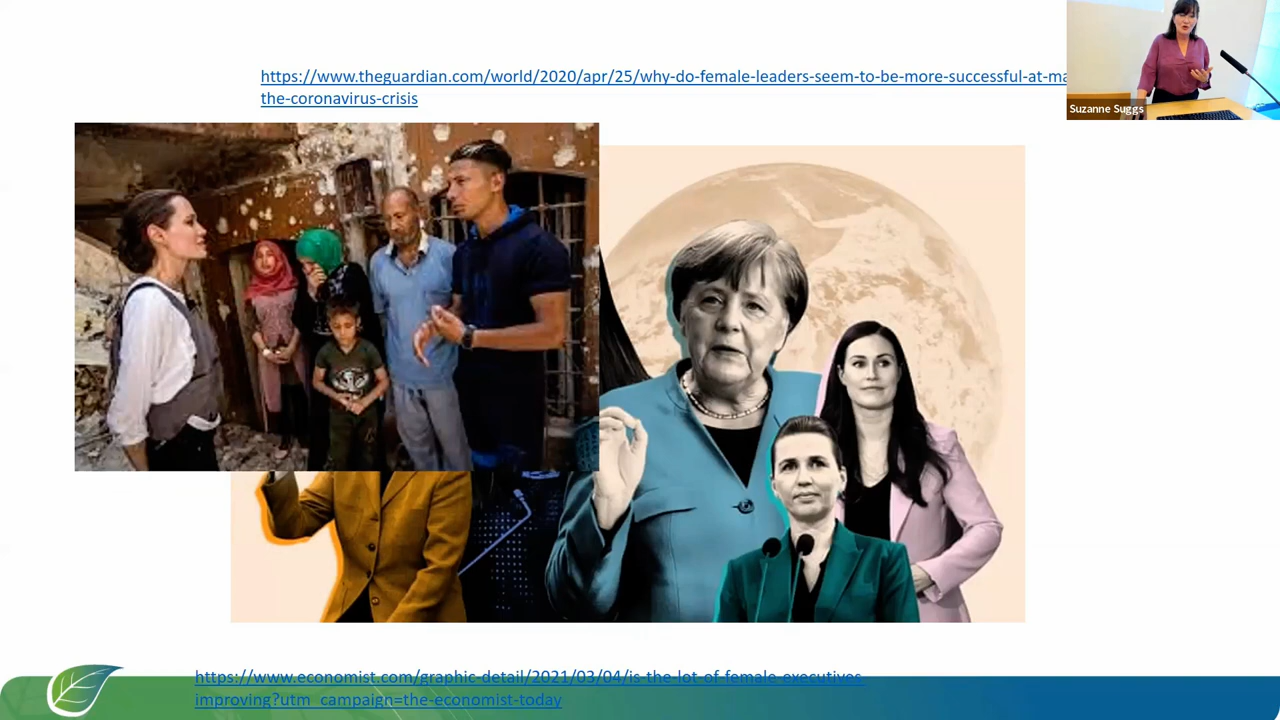 https://www.theguardian.com/world/2020/apr/25/why-do-female-leaders-seem-to-be-more-successful-at-ma
the-coronavirus-crisis
Suzanne Suggs
https://www.economist.com/graphic-detail/2021/03/04/is-the-lot-of-female-executives-
improving?utm_campaign=the-economist-today